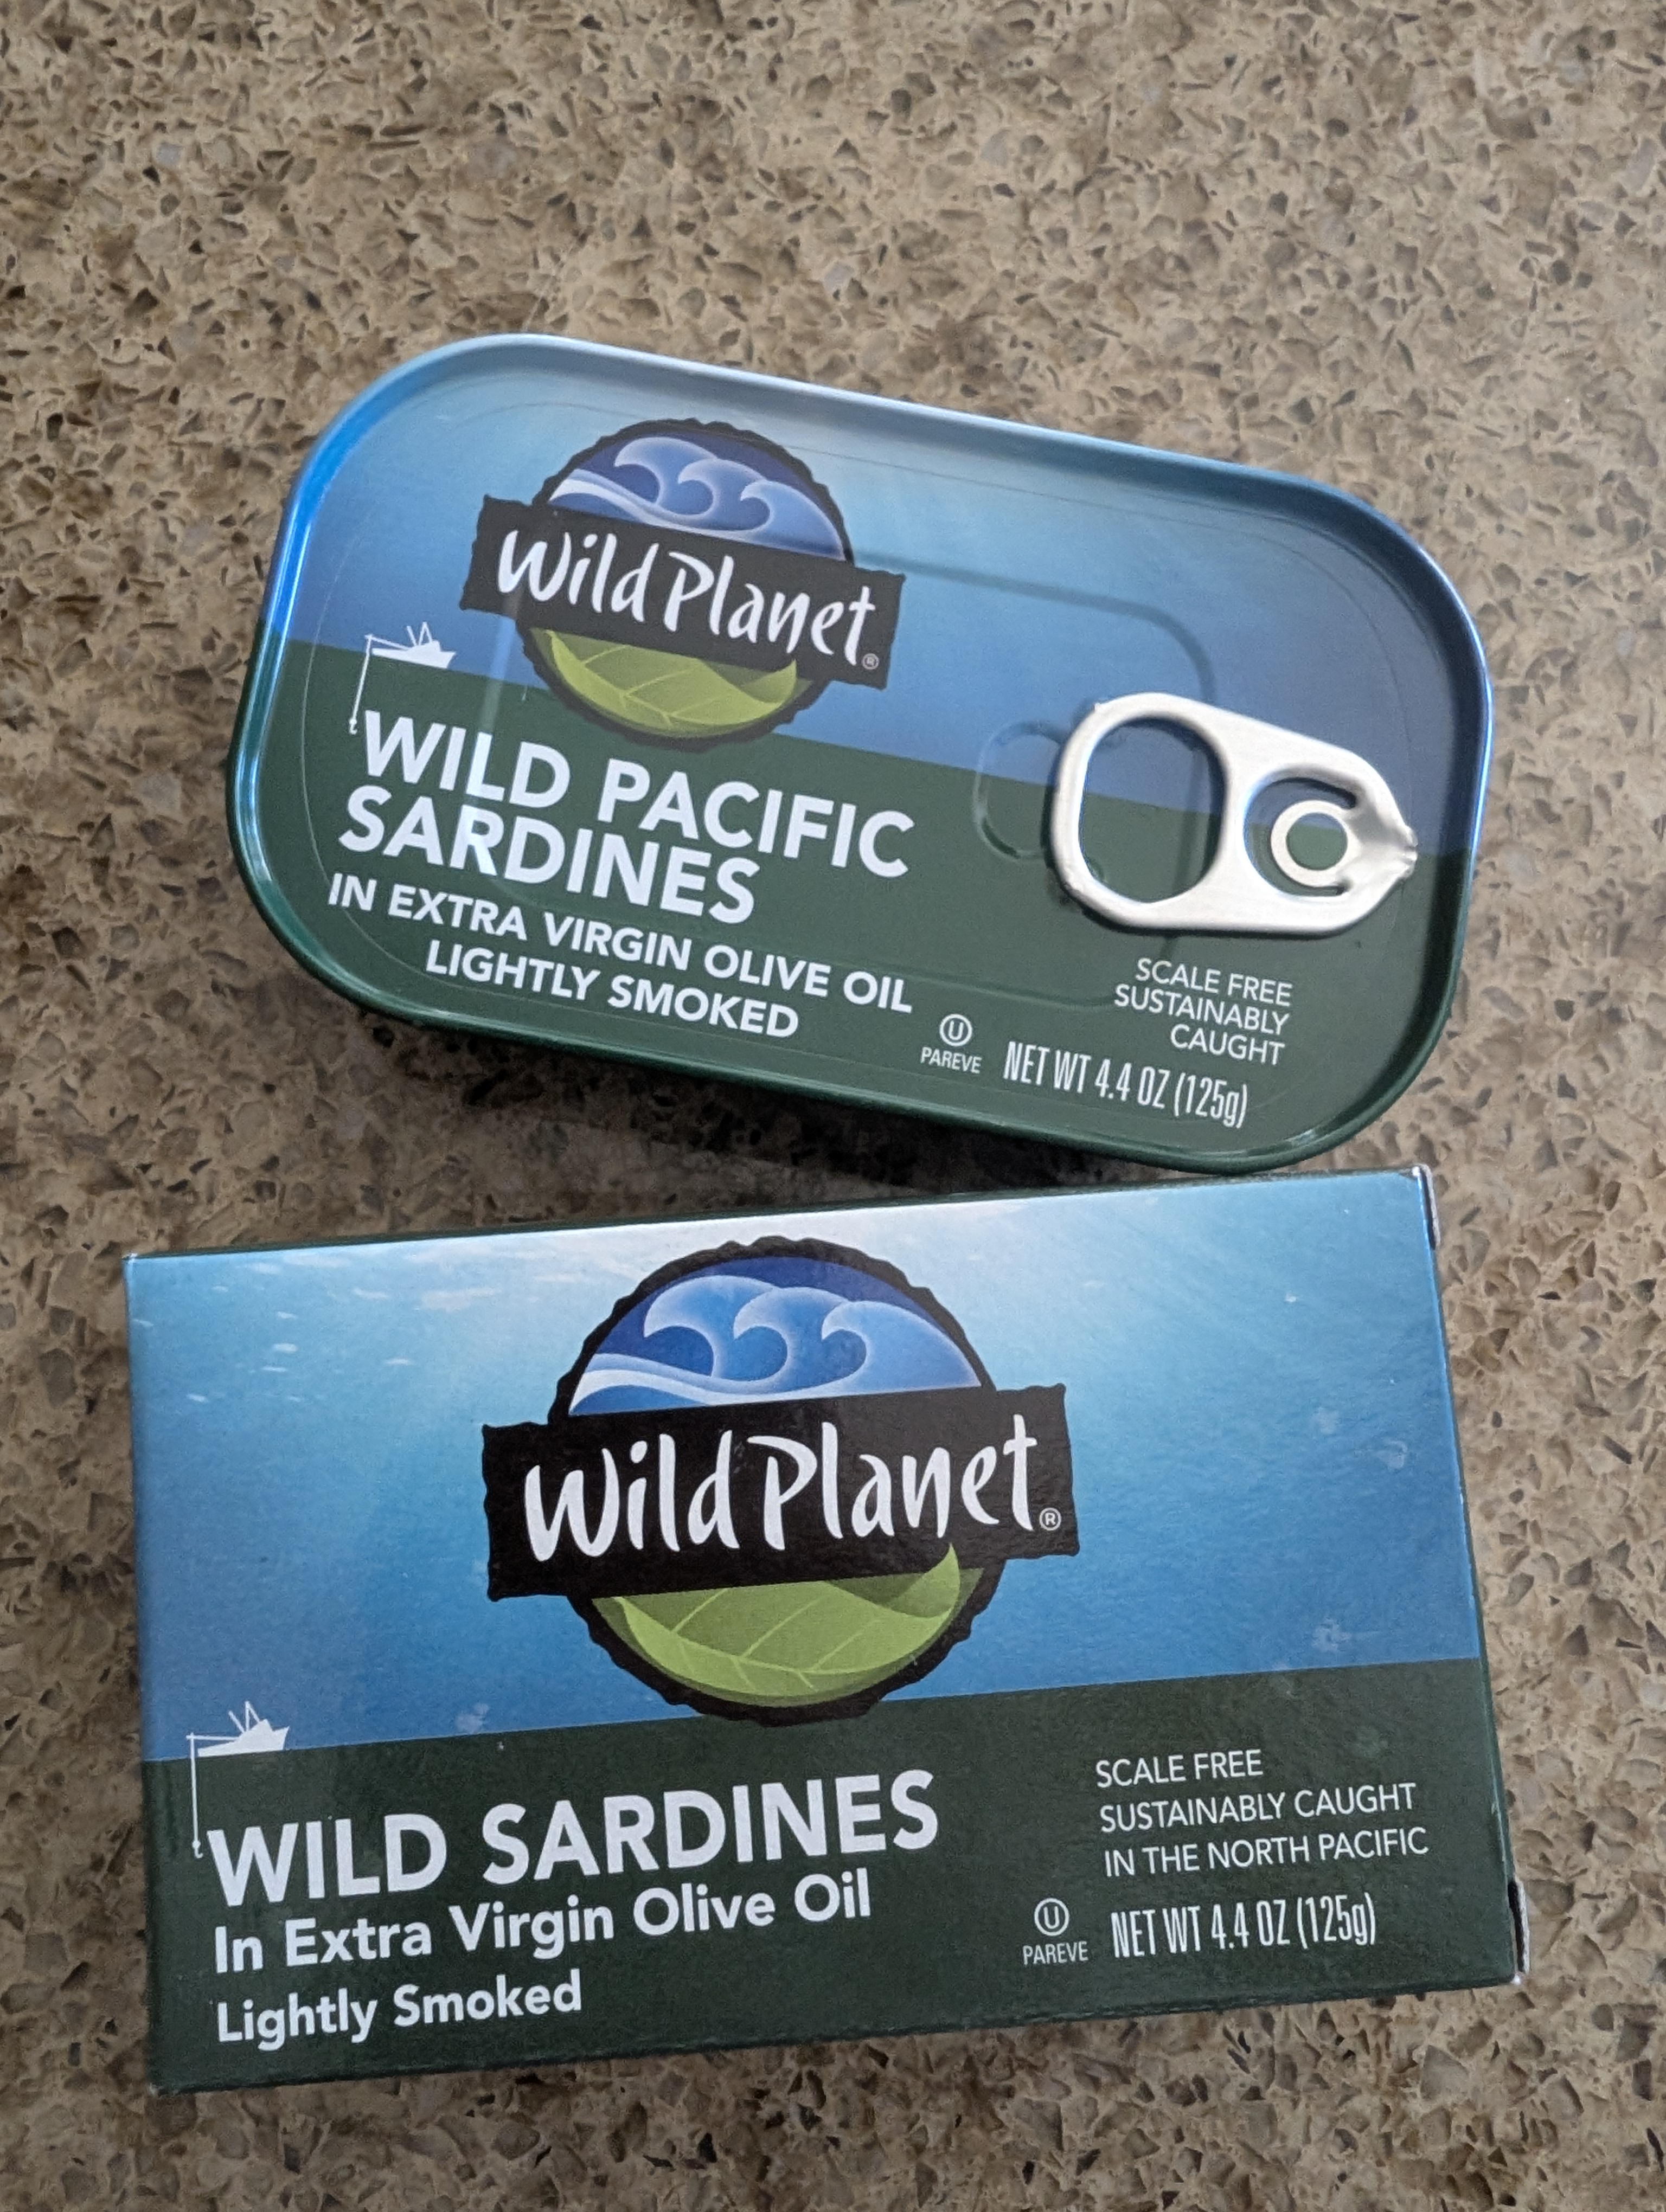 Wild Planet®
WILD PACIFIC
SARDINES
IN EXTRA VIRGIN OLIVE OIL
LIGHTLY SMOKED
SCALE FREE
SUSTAINABLY
CAUGHT
U
PAREVE
NET WT 4.4 OZ (125g)
Wild Planet®
WILD SARDINES
In Extra Virgin Olive Oil
Lightly Smoked
SCALE FREE
SUSTAINABLY CAUGHT
IN THE NORTH PACIFIC
U
PAREVE
NET WT 4.4 OZ (125g)